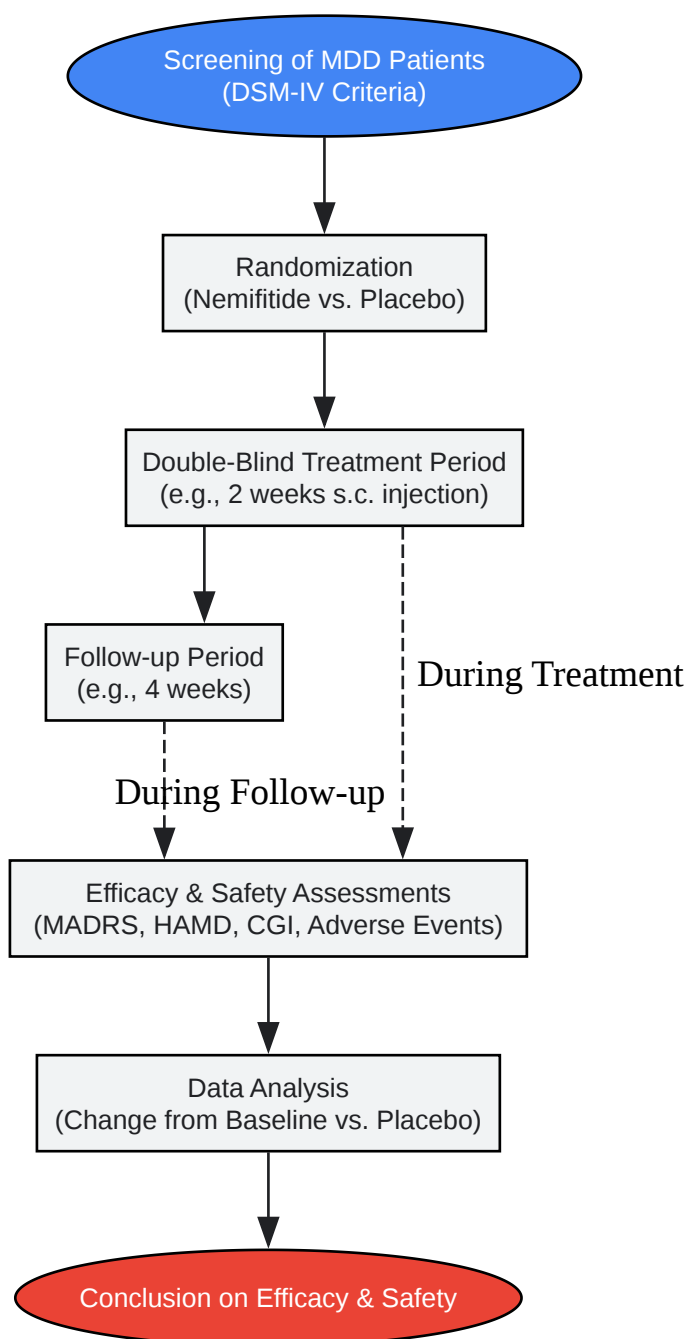 Screening of MDD Patients
(DSM-IV Criteria)
Randomization
(Nemifitide vs. Placebo)
Double-Blind Treatment Period
(e.g., 2 weeks s.c. injection)
Follow-up Period
(e.g., 4 weeks)
During Treatment
During Follow-up
Efficacy & Safety Assessments
(MADRS, HAMD, CGI, Adverse Events)
Data Analysis
(Change from Baseline vs. Placebo)
Conclusion on Efficacy & Safety